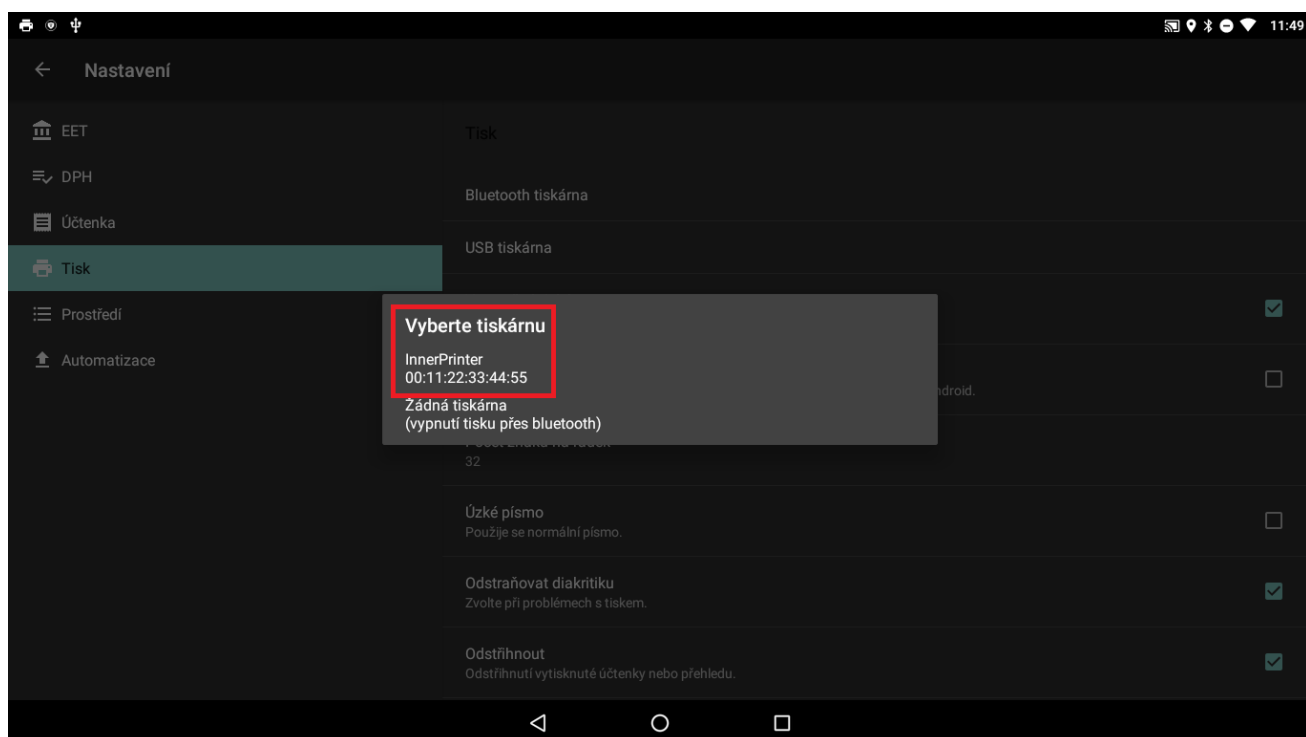 11:49
Nastavení
EET
DPH
Účtenka
Tisk
Prostředí
Automatizace
Tisk
Bluetooth tiskárna
USB tiskárna
Vyberte tiskárnu
InnerPrinter
00:11:22:33:44:55
Žádná tiskárna
(vypnutí tisku přes bluetooth)
32
Úzké písmo
Použije se normální písmo.
Odstraňovat diakritiku
Zvolte při problémech s tiskem.
Odstřihnout
Odstřihnutí vytisknuté účtenky nebo přehledu.